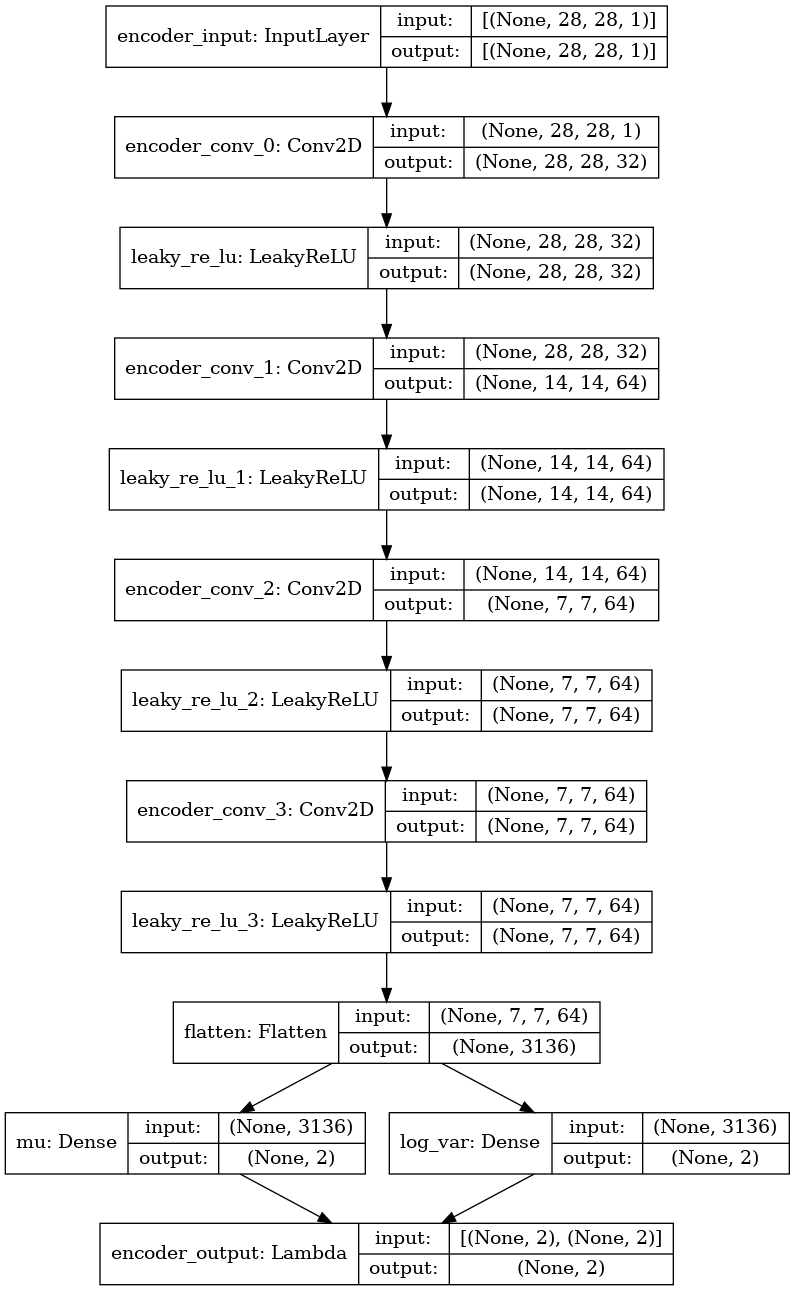 encoder_input: InputLayer
input: [(None, 28, 28, 1)]
output: [(None, 28, 28, 1)]
encoder_conv_0: Conv2D
input: (None, 28, 28, 1)
output: (None, 28, 28, 32)
leaky_re_lu: LeakyReLU
input: (None, 28, 28, 32)
output: (None, 28, 28, 32)
encoder_conv_1: Conv2D
input: (None, 28, 28, 32)
output: (None, 14, 14, 64)
leaky_re_lu_1: LeakyReLU
input: (None, 14, 14, 64)
output: (None, 14, 14, 64)
encoder_conv_2: Conv2D
input: (None, 14, 14, 64)
output: (None, 7, 7, 64)
leaky_re_lu_2: LeakyReLU
input: (None, 7, 7, 64)
output: (None, 7, 7, 64)
encoder_conv_3: Conv2D
input: (None, 7, 7, 64)
output: (None, 7, 7, 64)
leaky_re_lu_3: LeakyReLU
input: (None, 7, 7, 64)
output: (None, 7, 7, 64)
flatten: Flatten
input: (None, 7, 7, 64)
output: (None, 3136)
mu: Dense
input: (None, 3136)
output: (None, 2)
log_var: Dense
input: (None, 3136)
output: (None, 2)
encoder_output: Lambda
input: [(None, 2), (None, 2)]
output: (None, 2)